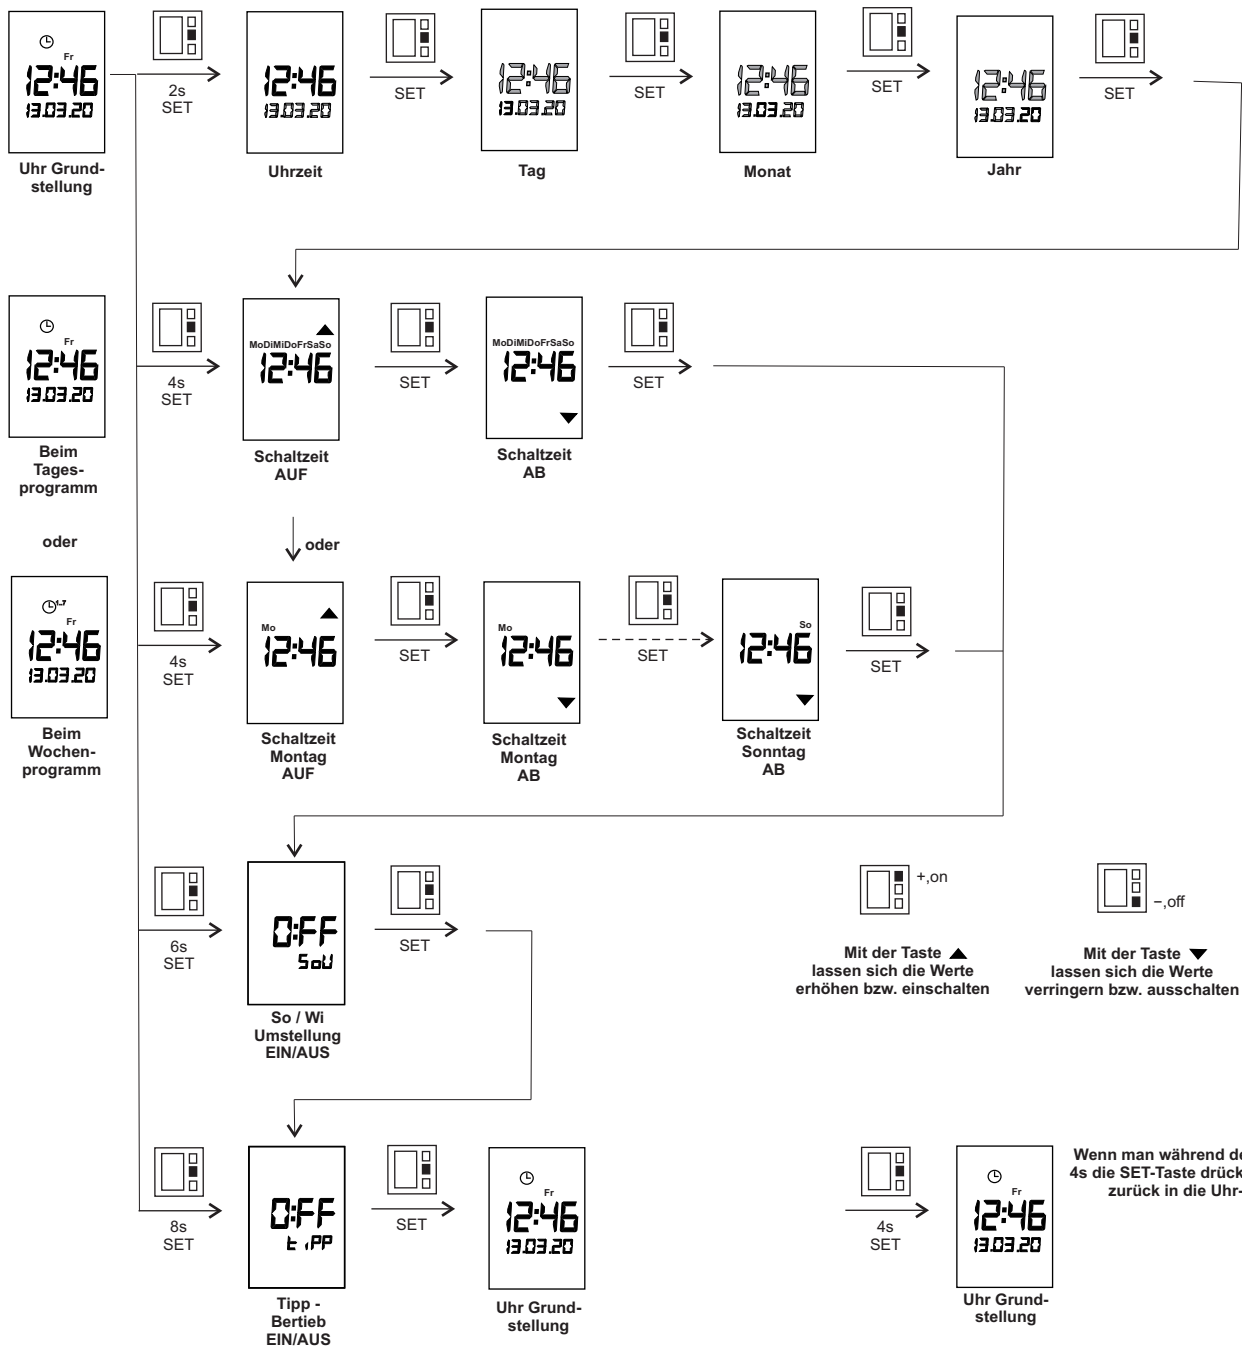 Fr
12:46
13.03.20
Uhr Grund-
stellung
2s
SET
12:46
13.03.20
Uhrzeit
SET
12:46
13.03.20
Tag
SET
12:46
13.03.20
Monat
SET
12:46
13.03.20
Jahr
SET
Fr
12:46
13.03.20
Beim
Tages-
programm
4s
SET
MoDiMiDoFrSaSo
12:46
Schaltzeit
AUF
SET
MoDiMiDoFrSaSo
12:46
Schaltzeit
AB
SET
oder
oder
1..7
Fr
12:46
13.03.20
Beim
Wochen-
programm
4s
SET
Mo
12:46
Schaltzeit
Montag
AUF
SET
Mo
12:46
Schaltzeit
Montag
AB
SET
So
12:46
Schaltzeit
Sonntag
AB
SET
6s
SET
0:FF
SoU
So / Wi
Umstellung
EIN/AUS
SET
+,on
Mit der Taste ▲
lassen sich die Werte
erhöhen bzw. einschalten
−,off
Mit der Taste ▼
lassen sich die Werte
verringern bzw. ausschalten
8s
SET
0:FF
tiPP
Tipp -
Bertieb
EIN/AUS
SET
Fr
12:46
13.03.20
Uhr Grund-
stellung
4s
SET
Fr
12:46
13.03.20
Uhr Grund-
stellung
Wenn man während
4s die SET-Taste
zurück in die Uhr-